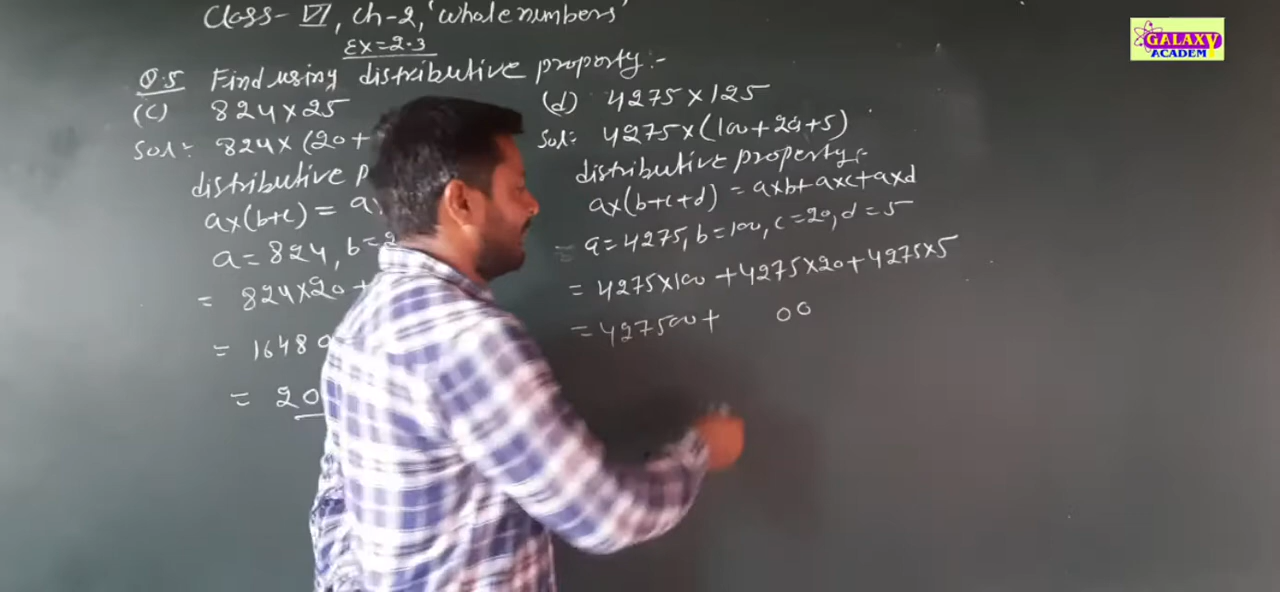 Class- VI, Ch-2, 'Whole numbers'
Ex=2.3
Q.5 Find using distributive property:-
(c) 824×25
Sol: 824×(20+
distributive P
a×(b+c) = a
a=824, b=2
= 824×20+
= 1648
= 20
(d) 4275×125
Sol: 4275×(100+20+5)
distributive property:-
a×(b+c+d) = a×b+a×c+a×d
= a=4275, b=100, c=20, d=5
= 4275×100 +4275×20+4275×5
= 427500+ 00
GALAXY
ACADEM